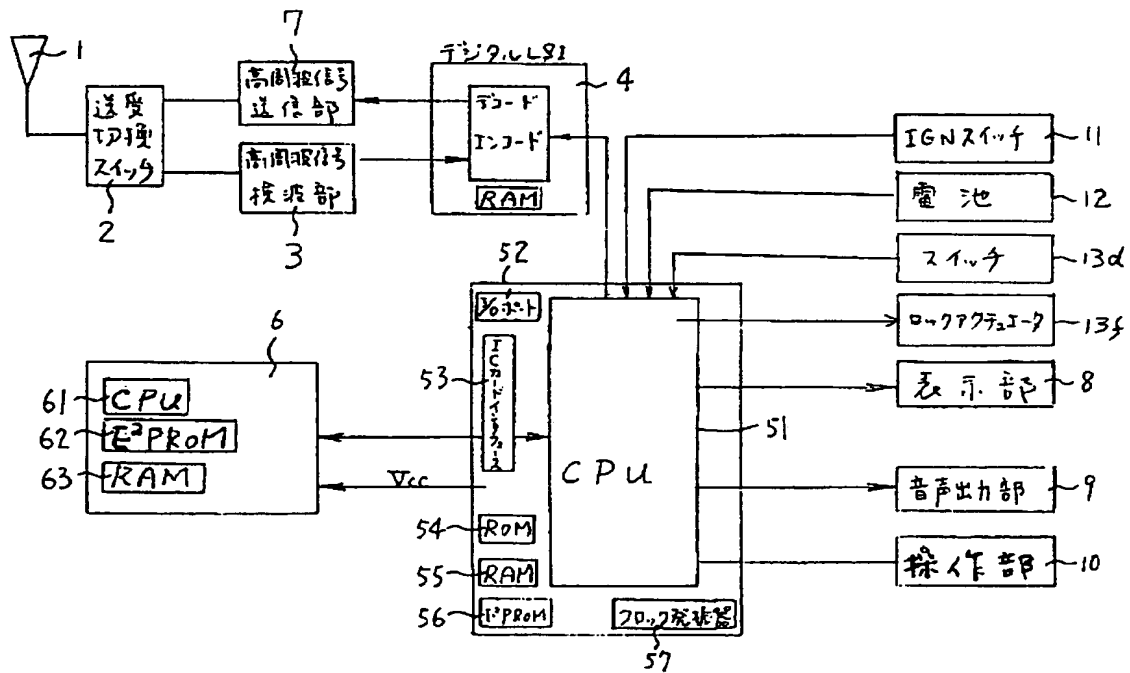 1
送受
切換
スイッチ
2
7
高周波信号
送信部
高周波信号
検波部
3
デジタルLSI
4
デコード
エンコード
RAM
IGNスイッチ
11
電池
12
スイッチ
13d
ロックアクチュエータ
13f
表示部
8
音声出力部
9
操作部
10
52
I/Oポート
53
ICカードインタフェース
CPU
51
54
ROM
55
RAM
56
E²PROM
クロック発振器
57
6
61
CPU
62
E²PROM
63
RAM
Vcc